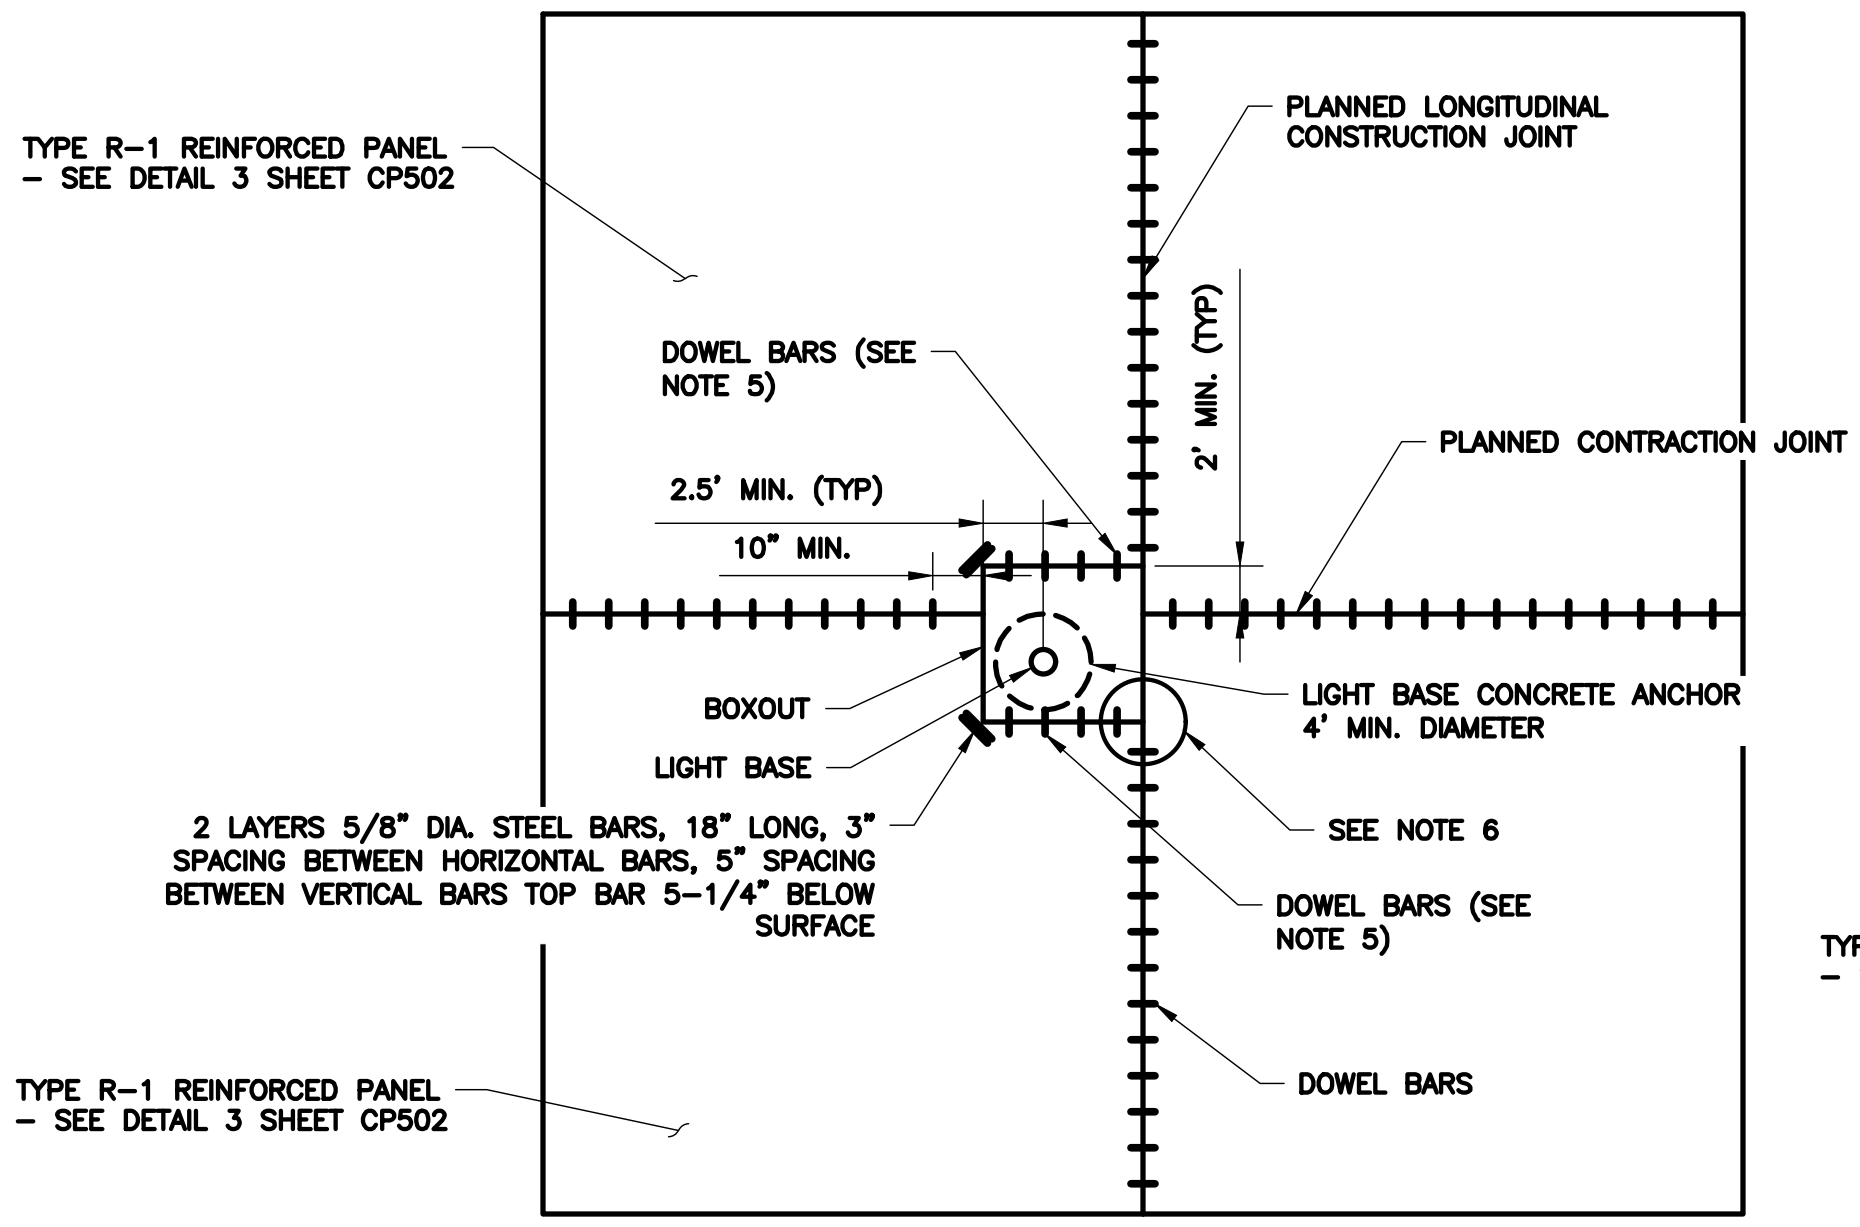 PLANNED LONGITUDINAL
CONSTRUCTION JOINT
TYPE R-1 REINFORCED PANEL
- SEE DETAIL 3 SHEET CP502
2' MIN. (TYP)
DOWEL BARS (SEE
NOTE 5)
PLANNED CONTRACTION JOINT
2.5' MIN. (TYP)
10" MIN.
BOXOUT
LIGHT BASE CONCRETE ANCHOR
4' MIN. DIAMETER
LIGHT BASE
2 LAYERS 5/8" DIA. STEEL BARS, 18" LONG, 3"
SPACING BETWEEN HORIZONTAL BARS, 5" SPACING
BETWEEN VERTICAL BARS TOP BAR 5-1/4" BELOW
SURFACE
SEE NOTE 6
DOWEL BARS (SEE
NOTE 5)
DOWEL BARS
TYPE R-1 REINFORCED PANEL
- SEE DETAIL 3 SHEET CP502